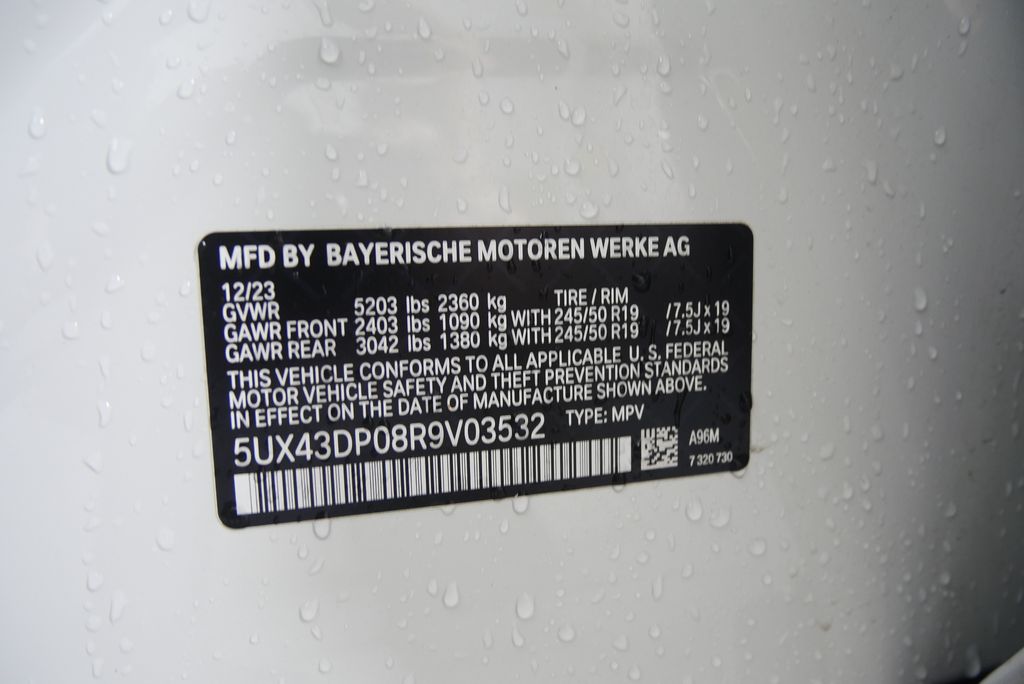 MFD BY BAYERISCHE MOTOREN WERKE AG
12/23 TIRE / RIM
GVWR 5203 lbs 2360 kg
GAWR FRONT 2403 lbs 1090 kg WITH 245/50 R19 /7.5J x 19
GAWR REAR 3042 lbs 1380 kg WITH 245/50 R19 /7.5J x 19
THIS VEHICLE CONFORMS TO ALL APPLICABLE U. S. FEDERAL
MOTOR VEHICLE SAFETY AND THEFT PREVENTION STANDARDS
IN EFFECT ON THE DATE OF MANUFACTURE SHOWN ABOVE.
5UX43DP08R9V03532 TYPE: MPV
A96M
7 320 730